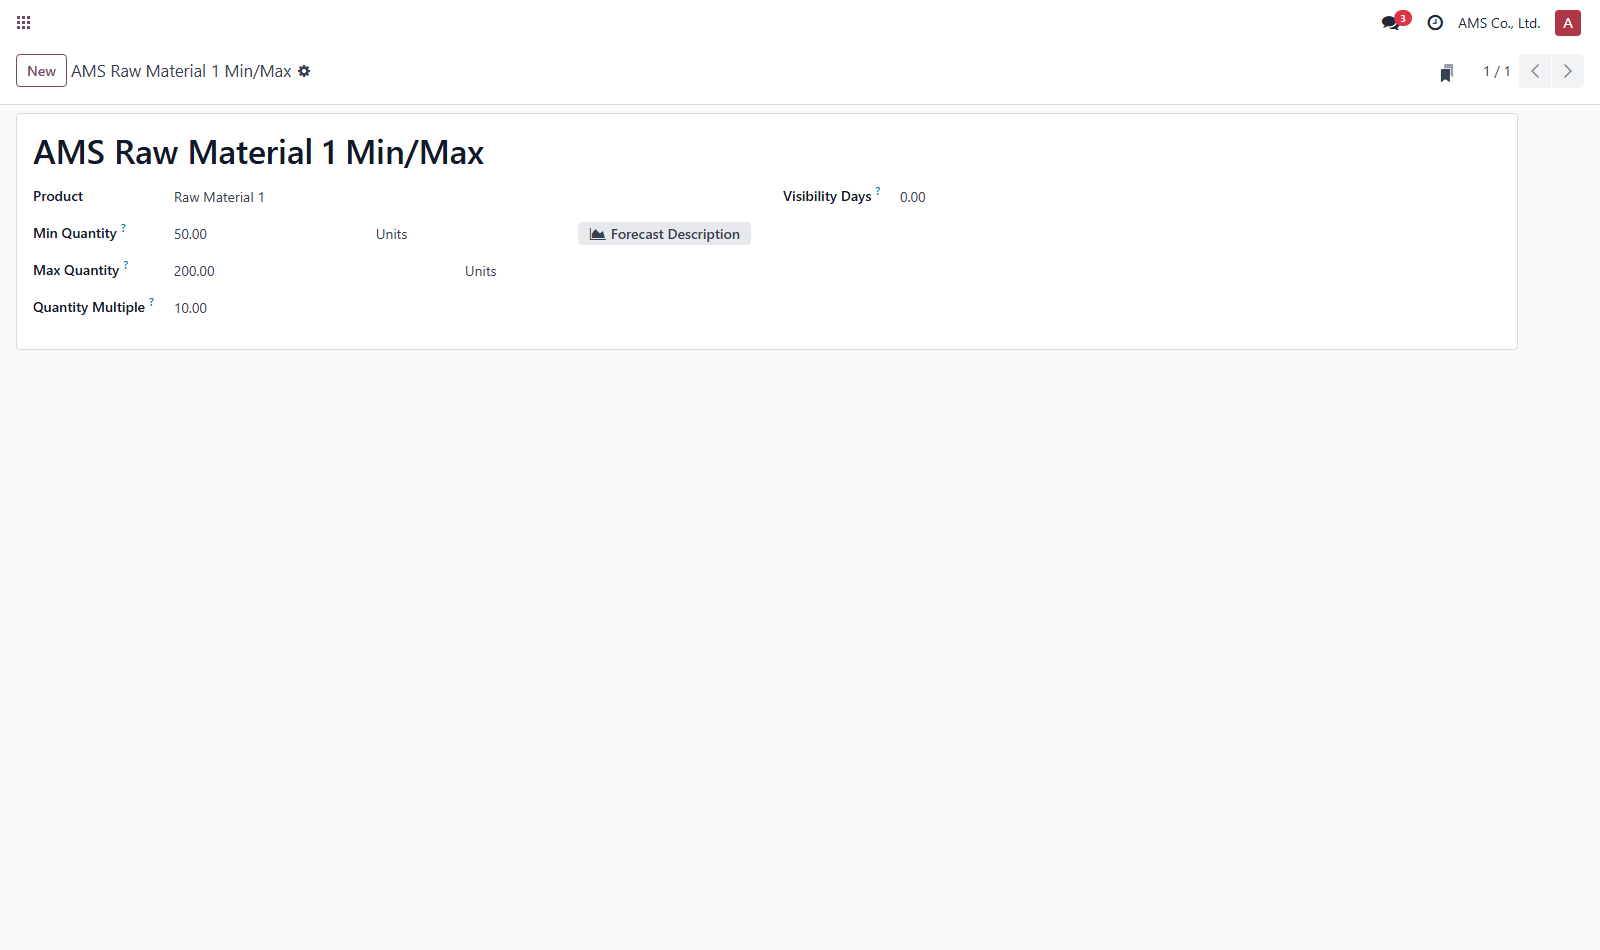 3
AMS Co., Ltd.
A
New
AMS Raw Material 1 Min/Max
1 / 1
AMS Raw Material 1 Min/Max
Product
Raw Material 1
Visibility Days ?
0.00
Min Quantity ?
50.00
Units
Forecast Description
Max Quantity ?
200.00
Units
Quantity Multiple ?
10.00